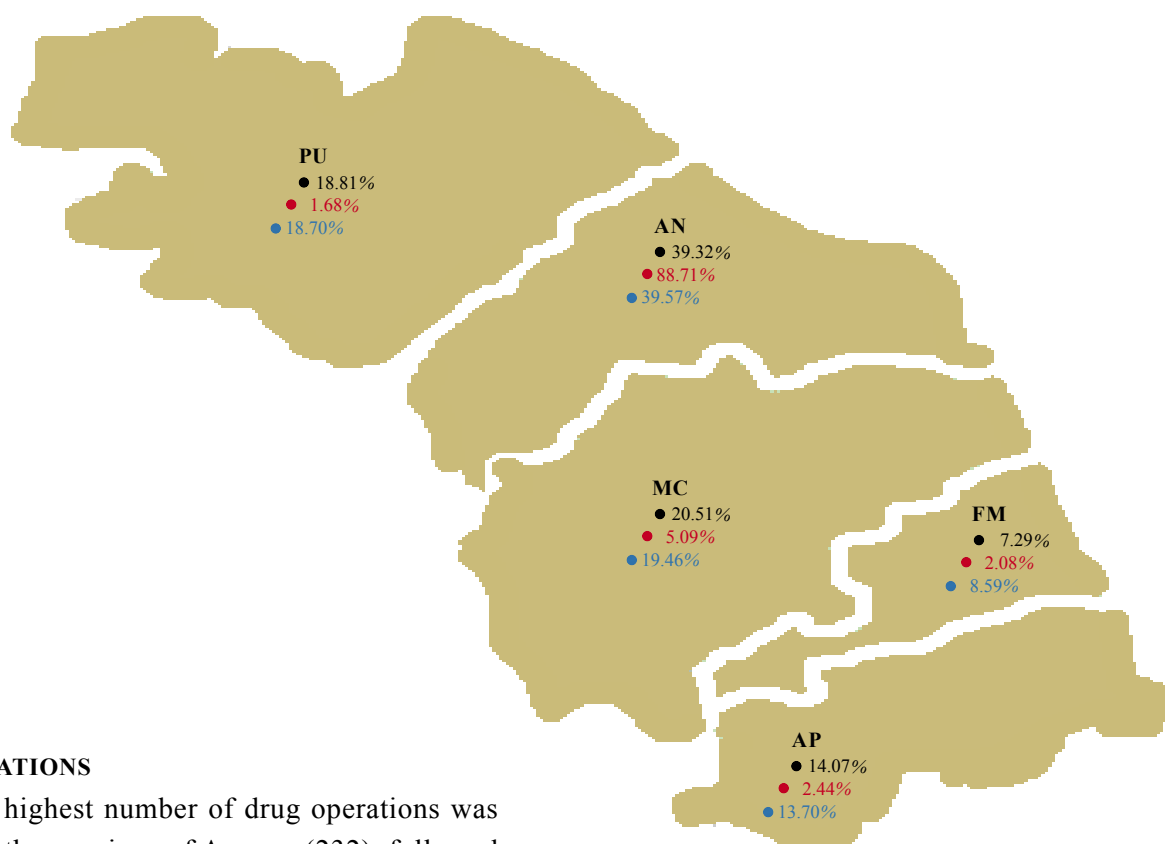 PU
18.81%
1.68%
18.70%
AN
39.32%
88.71%
39.57%
MC
20.51%
5.09%
19.46%
FM
7.29%
2.08%
8.59%
AP
14.07%
2.44%
13.70%
ATIONS
highest number of drug operations was